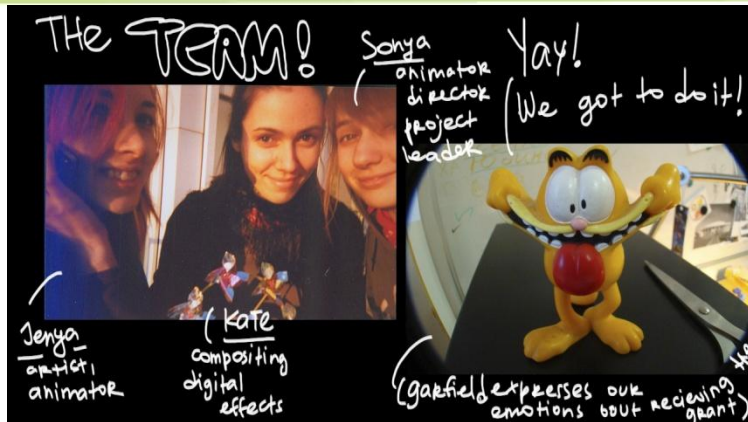 THE TEAM!
Sonya
animator
director
project
leader
Yay!
We got to do it!
Jenya
artist,
animator
Kate
compositing
digital
effects
(garfield expresses our
emotions bout recieving the
grant)